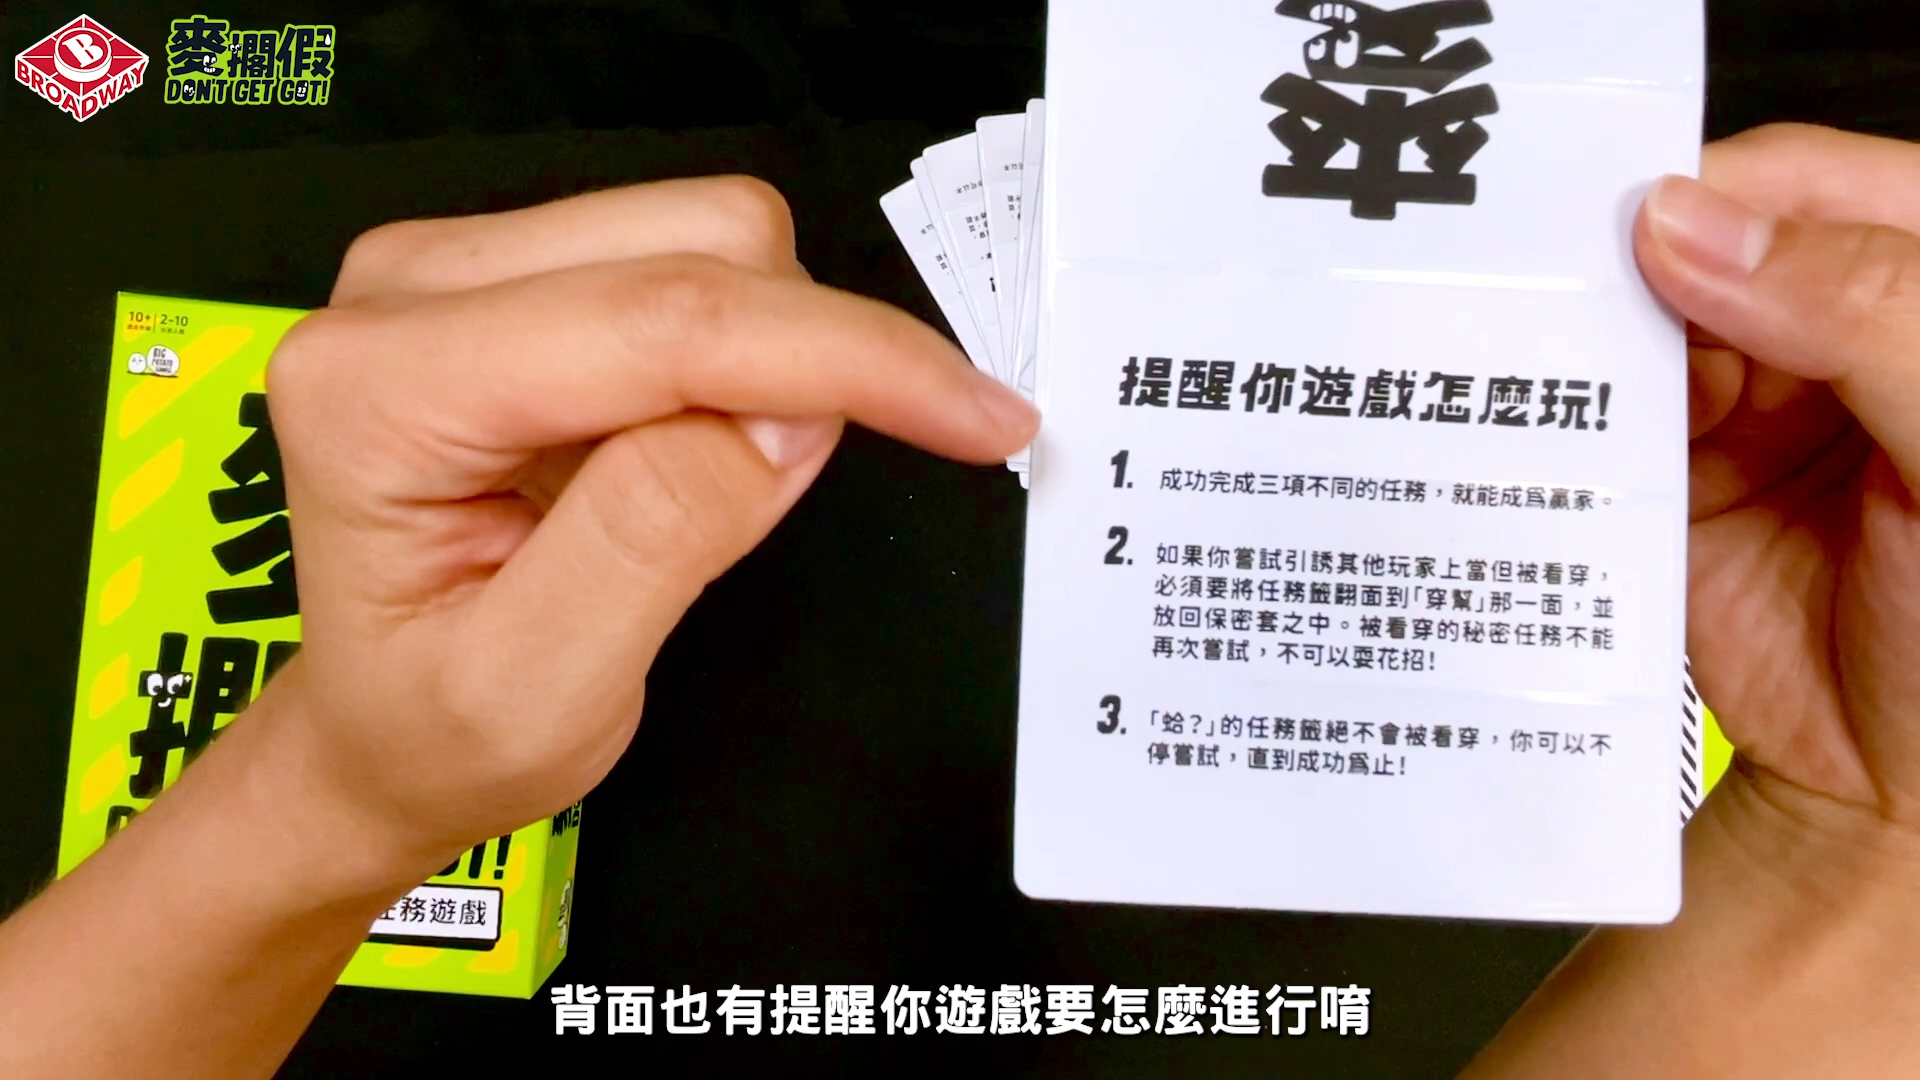 BROADWAY
麥擱假
DON'T GET GOT!
10+ 2-10
BIG
POTATO
GAMES
麥
擱
任務遊戲
麥
提醒你遊戲怎麼玩!
1. 成功完成三項不同的任務，就能成爲贏家。
2. 如果你嘗試引誘其他玩家上當但被看穿，
必須要將任務籤翻面到「穿幫」那一面，並
放回保密套之中。被看穿的秘密任務不能
再次嘗試，不可以耍花招!
3. 「蛤?」的任務籤絕不會被看穿，你可以不
停嘗試，直到成功爲止!
背面也有提醒你遊戲要怎麼進行唷